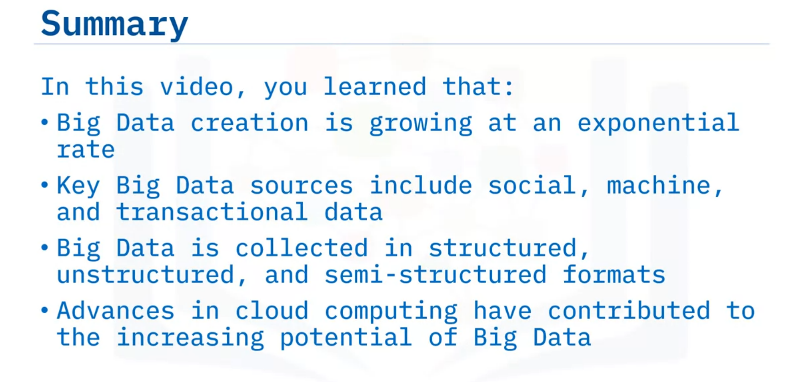 Summary
In this video, you learned that:
• Big Data creation is growing at an exponential
rate
• Key Big Data sources include social, machine,
and transactional data
• Big Data is collected in structured,
unstructured, and semi-structured formats
• Advances in cloud computing have contributed to
the increasing potential of Big Data